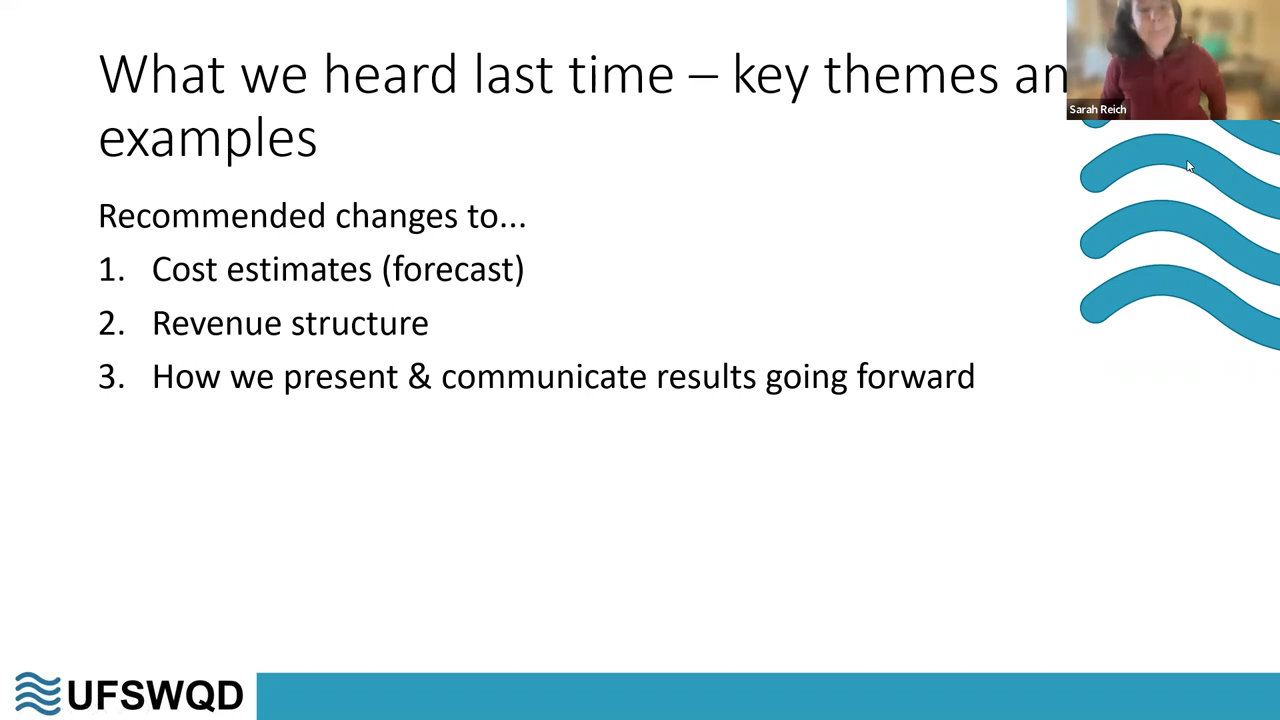 What we heard last time – key themes an
examples
Sarah Reich
Recommended changes to...
1. Cost estimates (forecast)
2. Revenue structure
3. How we present & communicate results going forward
UFSWQD